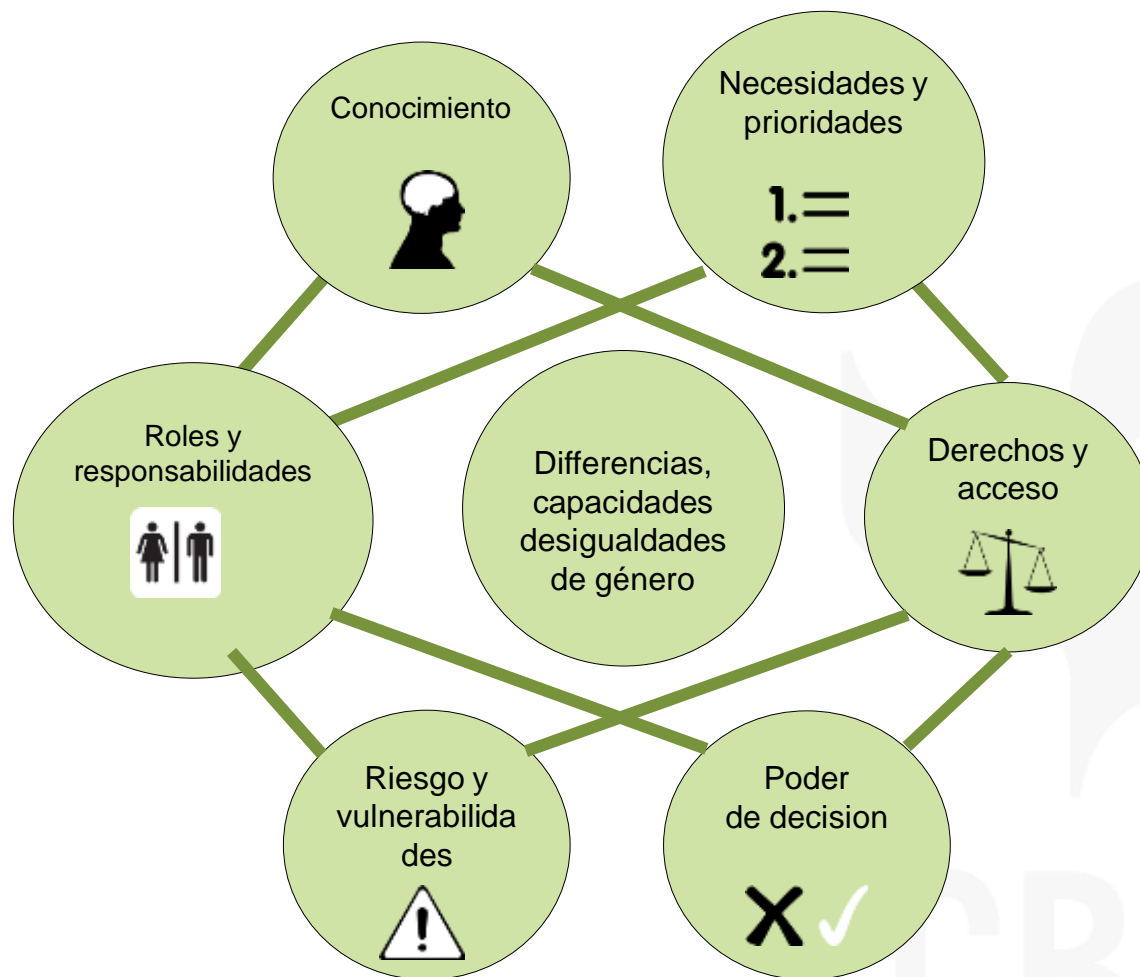 Conocimiento
Necesidades y
prioridades
1.
2.
Roles y
responsabilidades
Differencias,
capacidades
desigualdades
de género
Derechos y
acceso
Riesgo y
vulnerabilida
des
Poder
de decision
CB